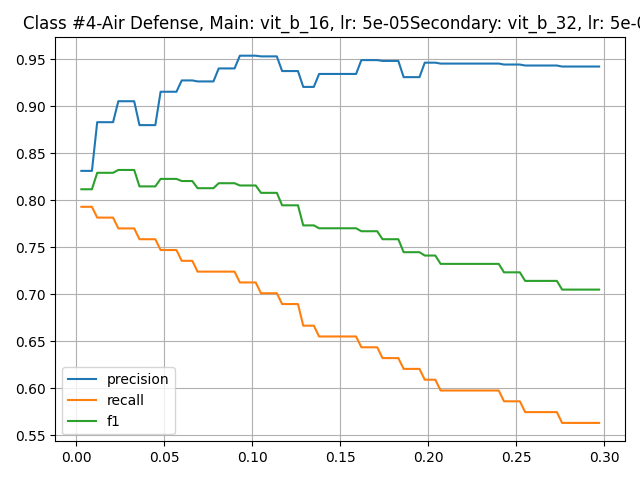 Class #4-Air Defense, Main: vit_b_16, lr: 5e-05Secondary: vit_b_32, lr: 5e-0
0.95
0.90
0.85
0.80
0.75
0.70
0.65
0.60
0.55
precision
recall
f1
0.00 0.05 0.10 0.15 0.20 0.25 0.30